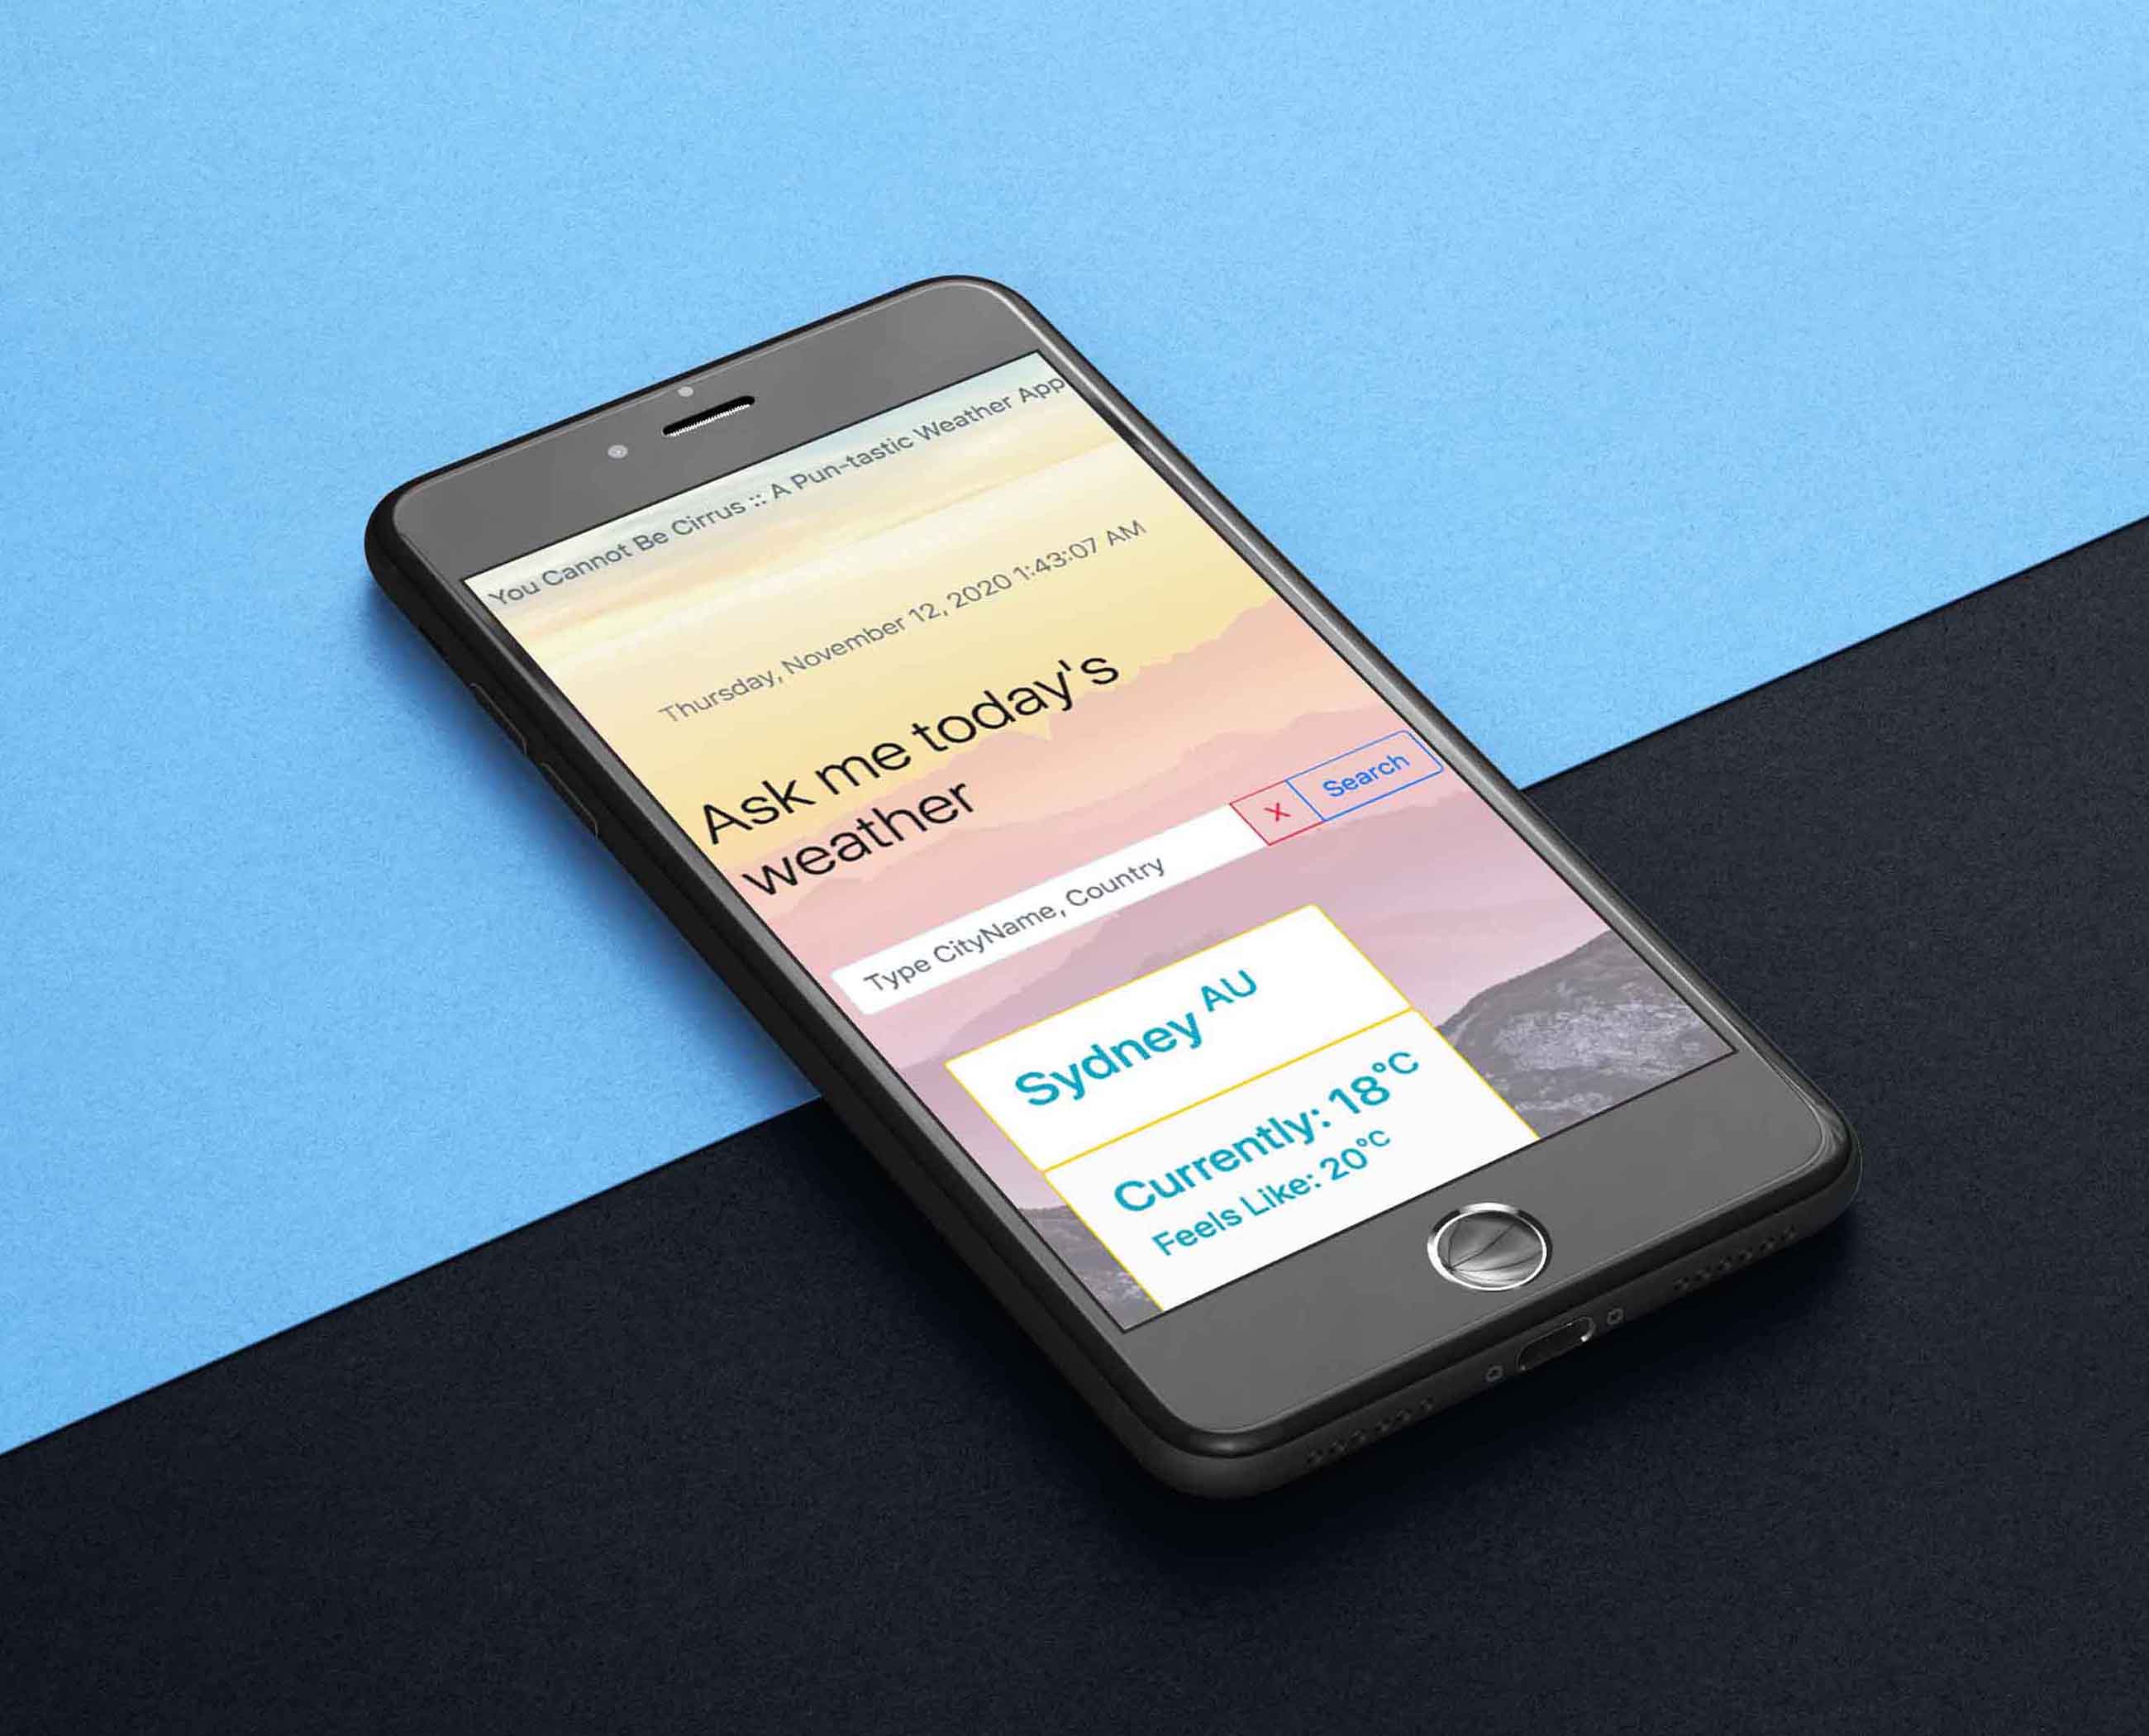 You Cannot Be Cirrus :: A Pun-tastic Weather App
Thursday, November 12, 2020 1:43:07 AM
Ask me today's
weather
Type CityName, Country
X
Search
Sydney AU
Currently: 18°C
Feels Like: 20°C